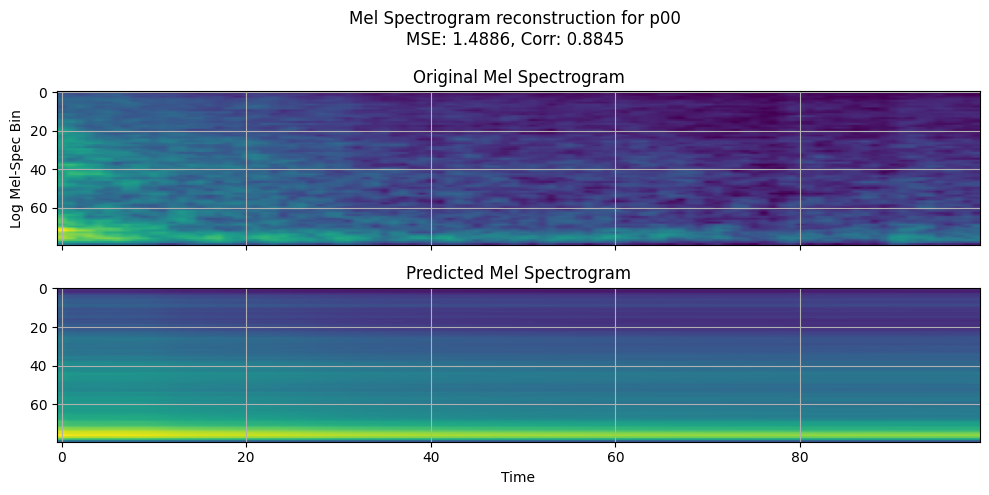 Mel Spectrogram reconstruction for p00
MSE: 1.4886, Corr: 0.8845
Original Mel Spectrogram
Log Mel-Spec Bin
0
20
40
60
Predicted Mel Spectrogram
0
20
40
60
0 20 40 60 80
Time